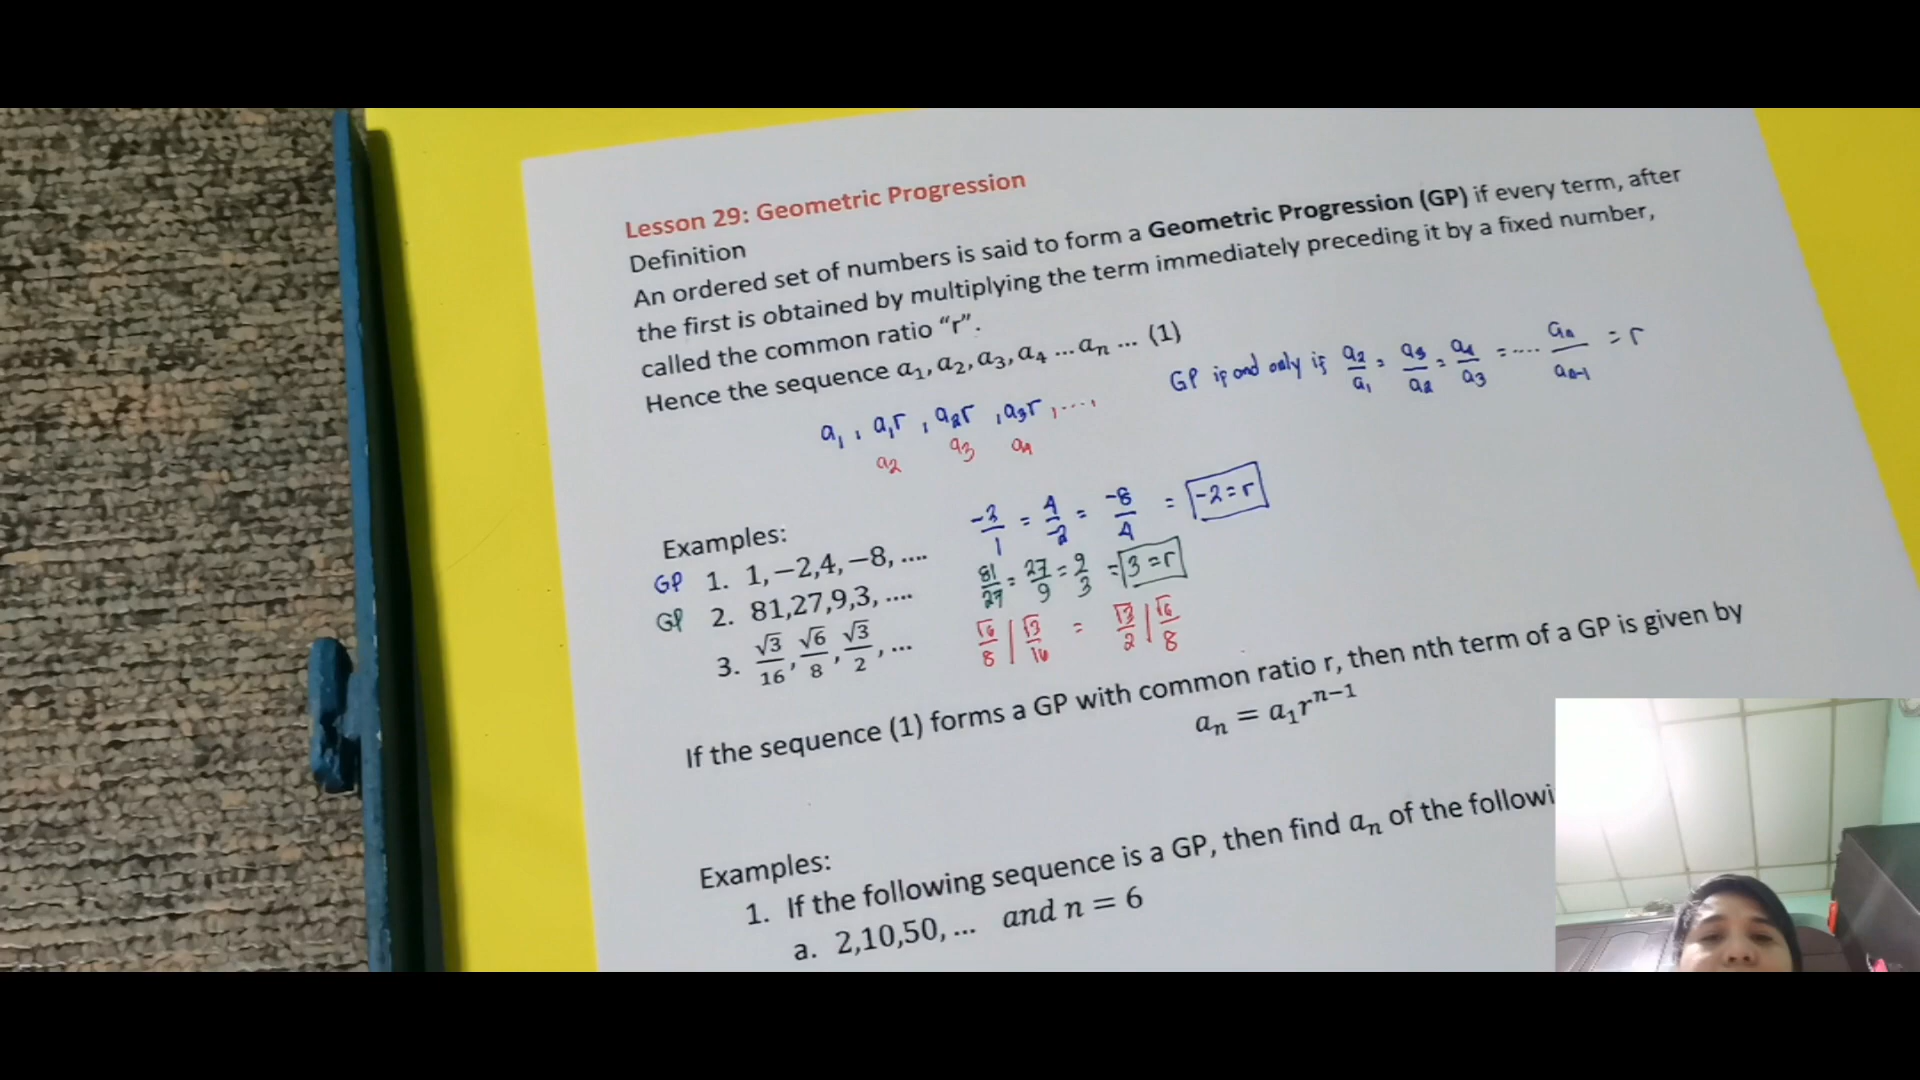 Lesson 29: Geometric Progression
Definition
An ordered set of numbers is said to form a Geometric Progression (GP) if every term, after
the first is obtained by multiplying the term immediately preceding it by a fixed number,
called the common ratio “r”.
Hence the sequence a₁, a₂, a₃, a₄ … aₙ … (1)
GP if and only if a₂/a₁ = a₃/a₂ = a₄/a₃ = .... aₙ/aₙ₋₁ = r
a₁, a₁r, a₂r, a₃r, ....
a₂ a₃ a₄
Examples:
GP 1. 1, −2,4, −8, .... -2/1 = 4/-2 = -8/4 = -2 = r
GP 2. 81,27,9,3, .... 81/27 = 27/9 = 9/3 = 3 = r
3. √3/16, √6/8, √3/2, ... √6/8 | √3/16 = √3/2 | √6/8
If the sequence (1) forms a GP with common ratio r, then nth term of a GP is given by
aₙ = a₁rⁿ⁻¹
Examples:
1. If the following sequence is a GP, then find aₙ of the followi
a. 2,10,50, … and n = 6